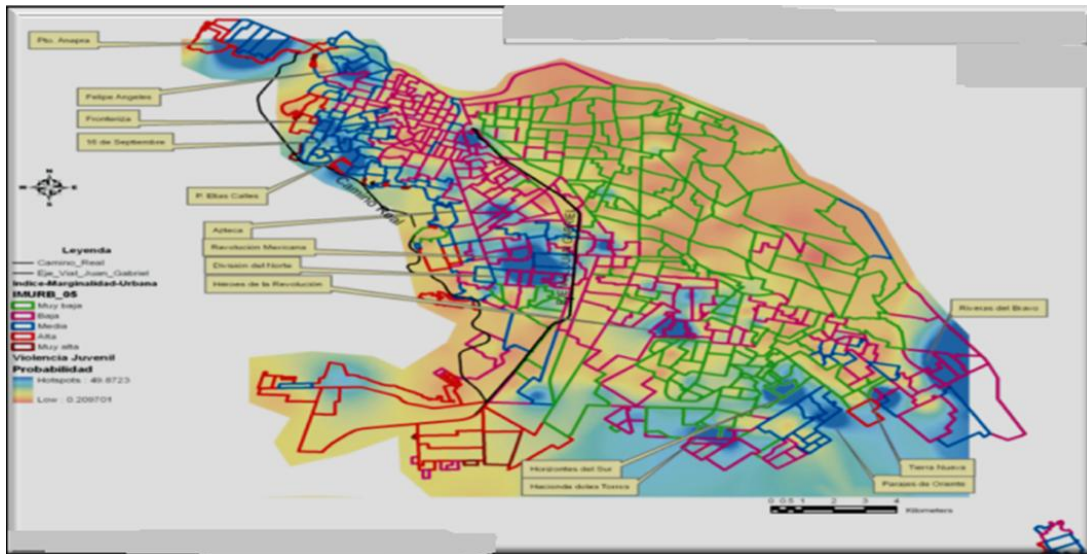 Pto. Anapra
Felipe Angeles
Fronteriza
16 de Septiembre
P. Elias Calles
Camino Real
Azteca
Revolución Mexicana
División del Norte
Héroes de la Revolución
Riveras del Bravo
Leyenda
Camino_Real
Eje_Vial_Juan_Gabriel
Indice-Marginalidad-Urbana
IMURB_05
Muy baja
Baja
Media
Alta
Muy alta
Violencia Juvenil
Probabilidad
Hotspots : 49.8723
Low : 0.209701
Horizontes del Sur
Tierra Nueva
Parajes de Oriente
0 0.5 1 2 3 4
Kilometers